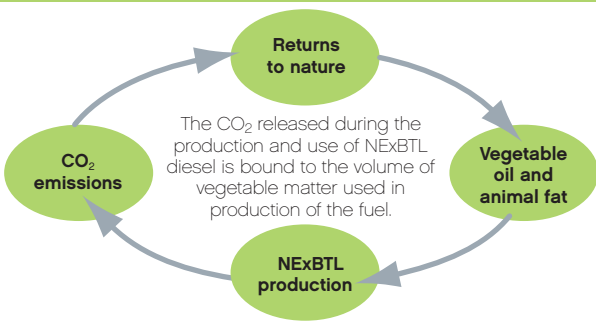 Returns
to nature
The CO₂ released during the
production and use of NExBTL
diesel is bound to the volume of
vegetable matter used in
production of the fuel.
CO₂
emissions
Vegetable
oil and
animal fat
NExBTL
production